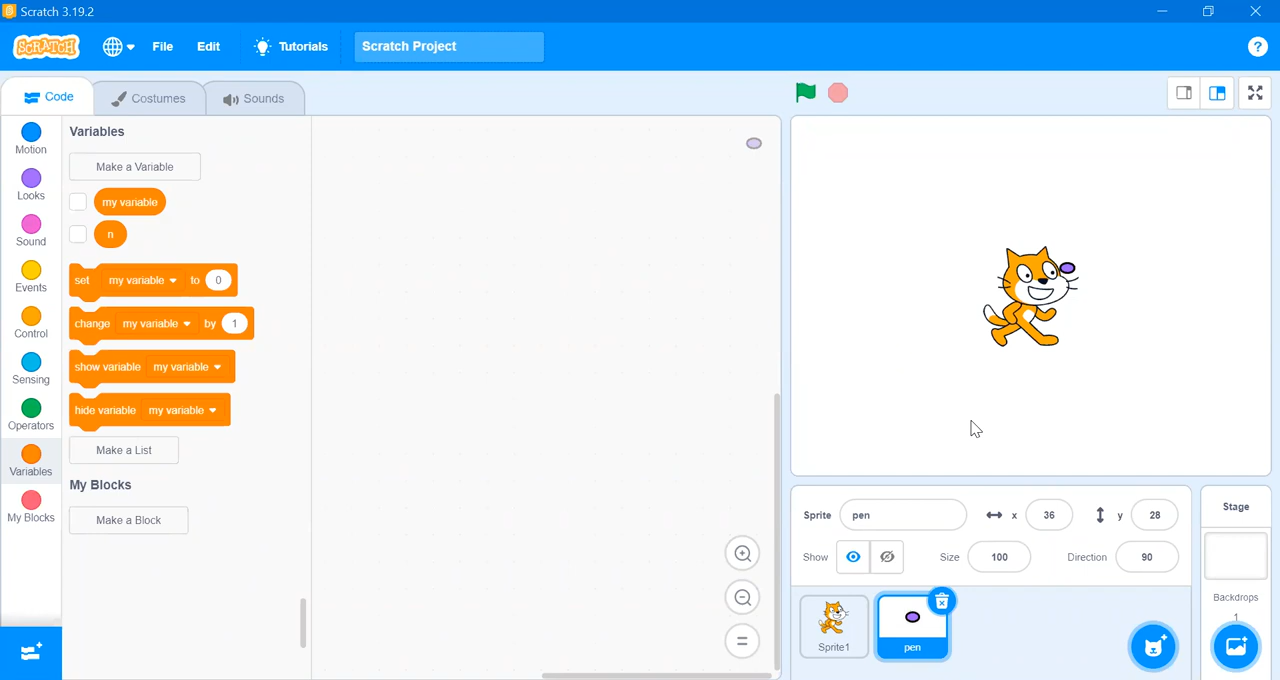 Scratch 3.19.2
SCRATCH
File
Edit
Tutorials
Scratch Project
?
Code
Costumes
Sounds
Motion
Looks
Sound
Events
Control
Sensing
Operators
Variables
My Blocks
Variables
Make a Variable
my variable
n
set my variable to 0
change my variable by 1
show variable my variable
hide variable my variable
Make a List
My Blocks
Make a Block
Sprite pen x 36 y 28
Show Size 100 Direction 90
Sprite1
pen
Stage
Backdrops
1